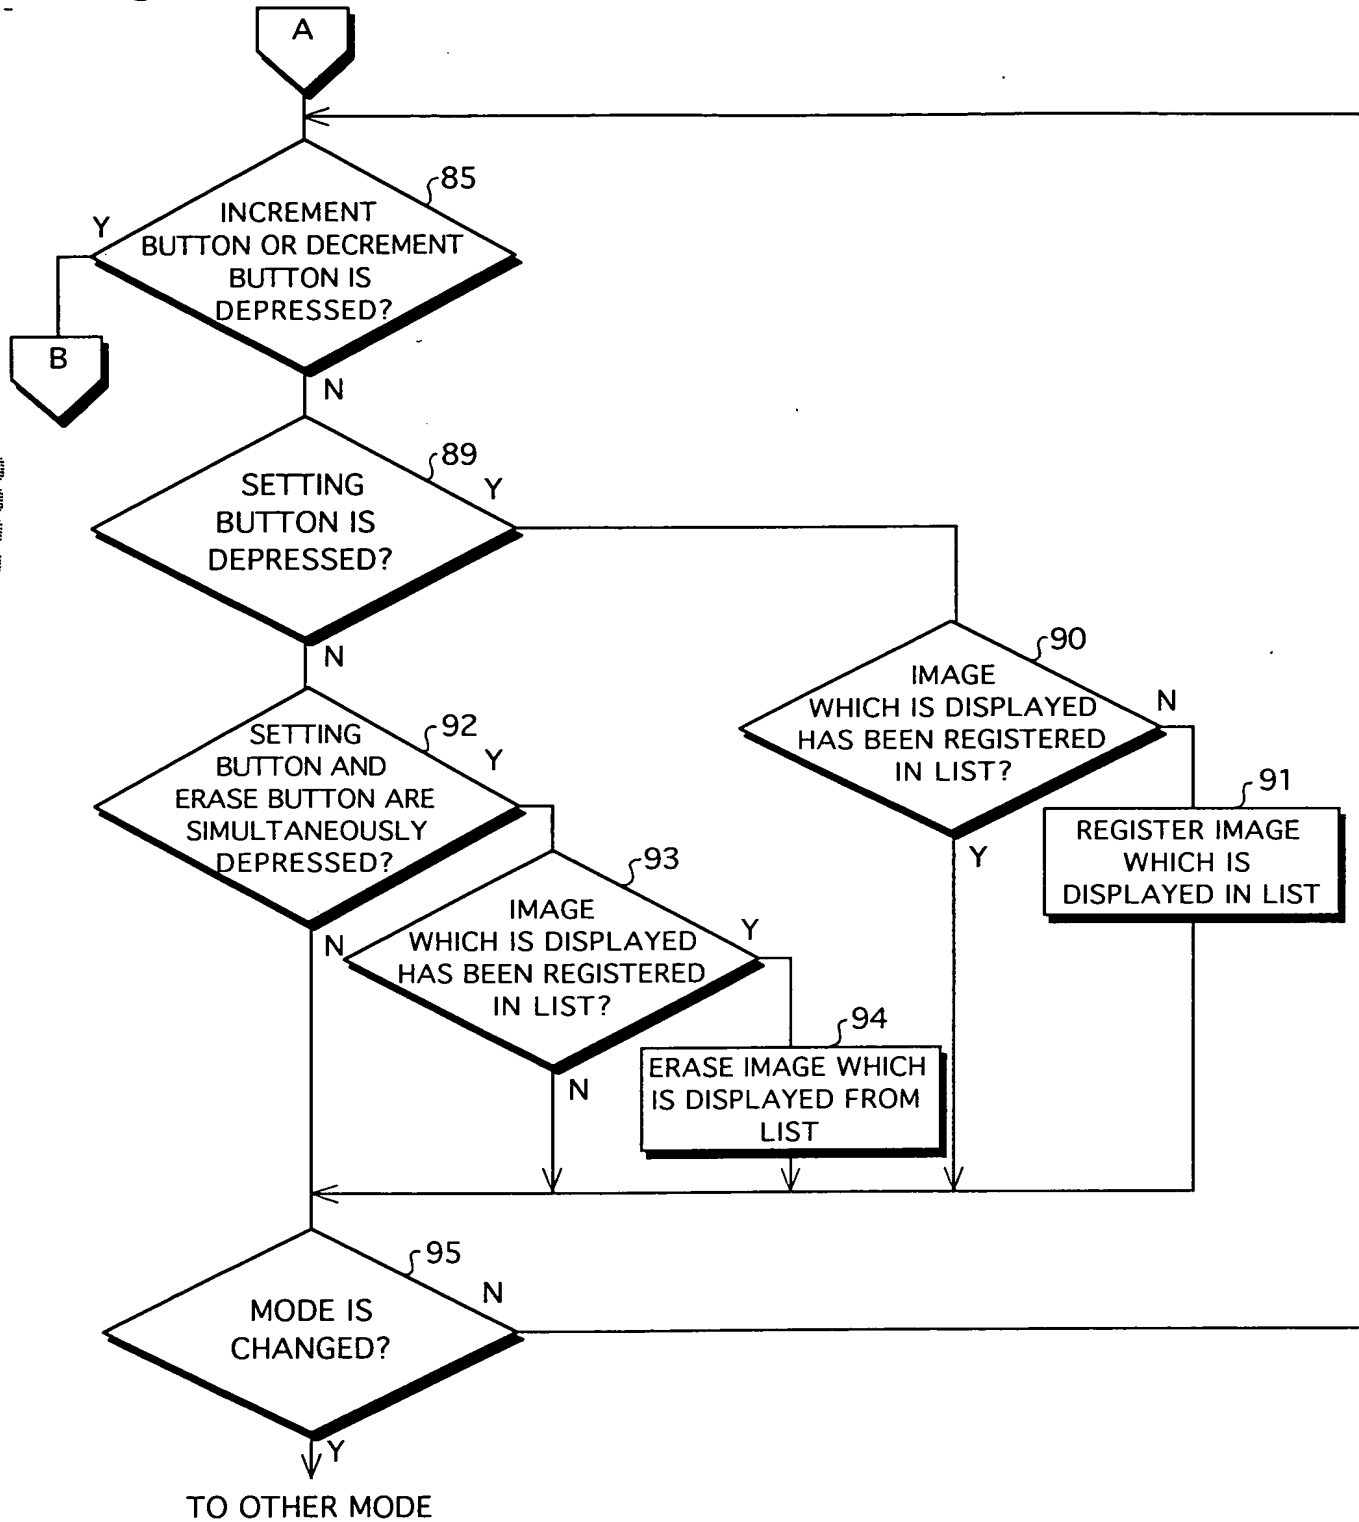 A
85
Y
INCREMENT
BUTTON OR DECREMENT
BUTTON IS
DEPRESSED?
B
N
89
Y
SETTING
BUTTON IS
DEPRESSED?
N
90
IMAGE
WHICH IS DISPLAYED
HAS BEEN REGISTERED
IN LIST?
N
Y
91
REGISTER IMAGE
WHICH IS
DISPLAYED IN LIST
92
Y
SETTING
BUTTON AND
ERASE BUTTON ARE
SIMULTANEOUSLY
DEPRESSED?
N
93
IMAGE
WHICH IS DISPLAYED
HAS BEEN REGISTERED
IN LIST?
Y
N
94
ERASE IMAGE WHICH
IS DISPLAYED FROM
LIST
95
N
MODE IS
CHANGED?
Y
TO OTHER MODE